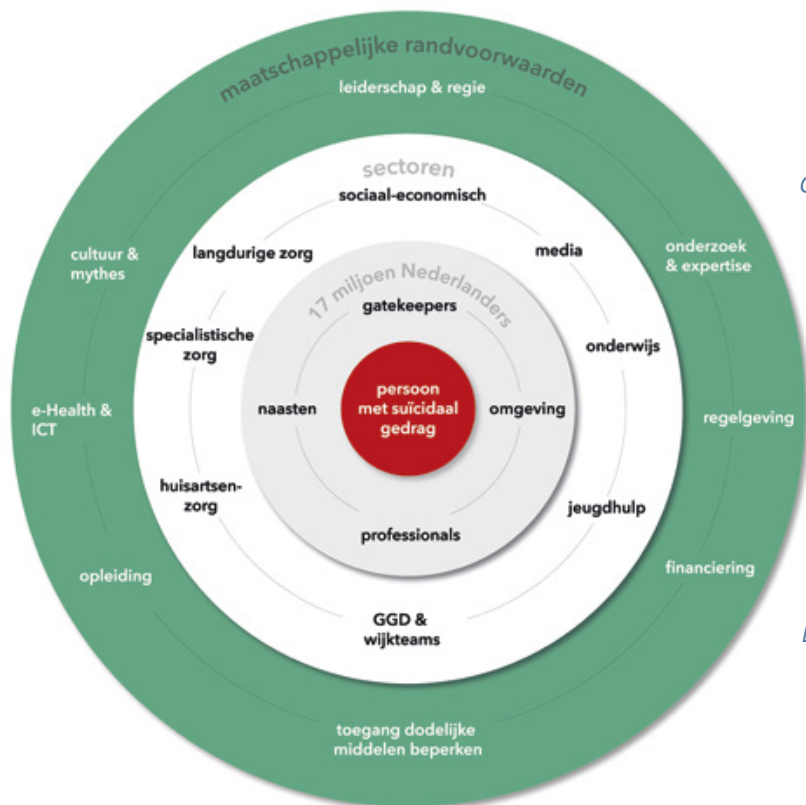 maatschappelijke randvoorwaarden
leiderschap & regie
sectoren
sociaal-economisch
cultuur &
mythes
langdurige zorg
media
onderzoek
& expertise
17 miljoen Nederlanders
gatekeepers
specialistische
zorg
onderwijs
persoon
met suïcidaal
gedrag
naasten
omgeving
e-Health &
ICT
regelgeving
huisartsen-
zorg
jeugdhulp
professionals
opleiding
financiering
GGD &
wijkteams
toegang dodelijke
middelen beperken